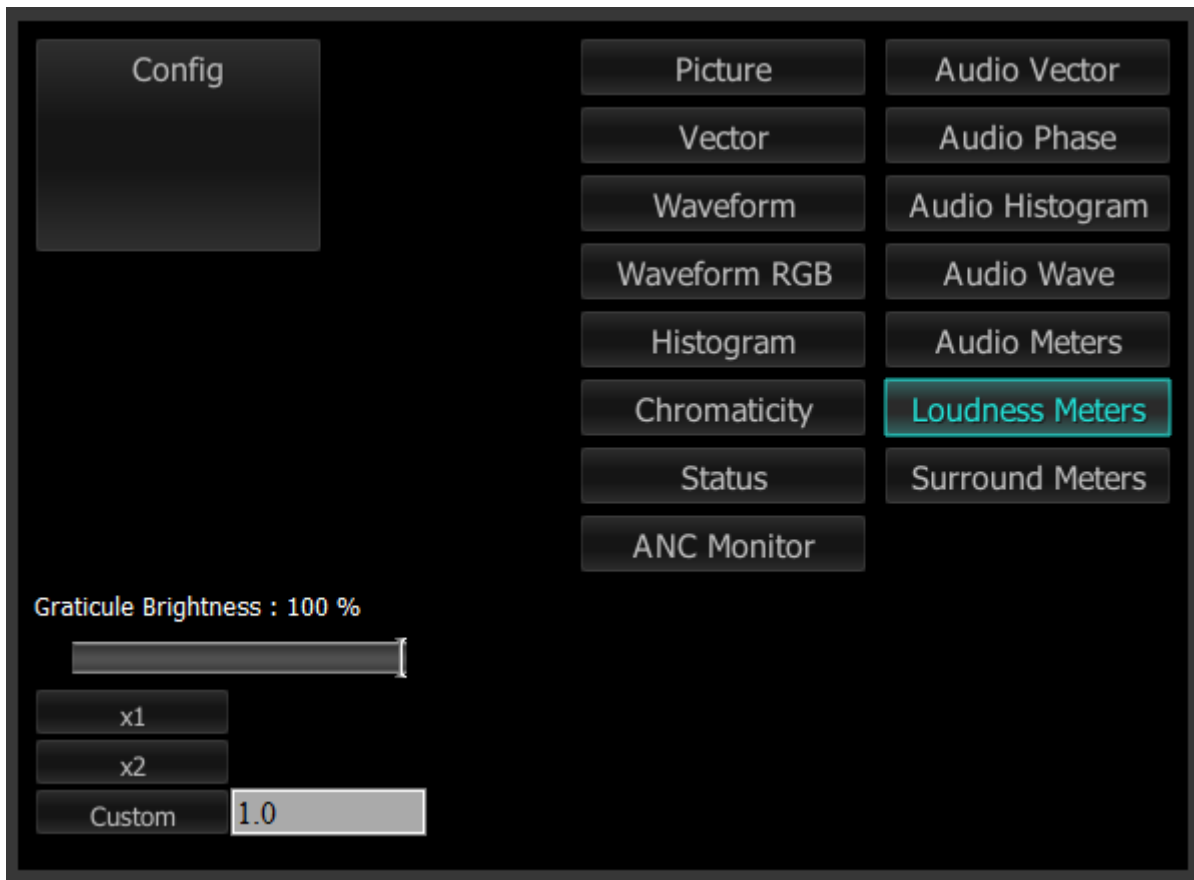 Config
Picture
Audio Vector
Vector
Audio Phase
Waveform
Audio Histogram
Waveform RGB
Audio Wave
Histogram
Audio Meters
Chromaticity
Loudness Meters
Status
Surround Meters
ANC Monitor
Graticule Brightness : 100 %
x1
x2
Custom
1.0